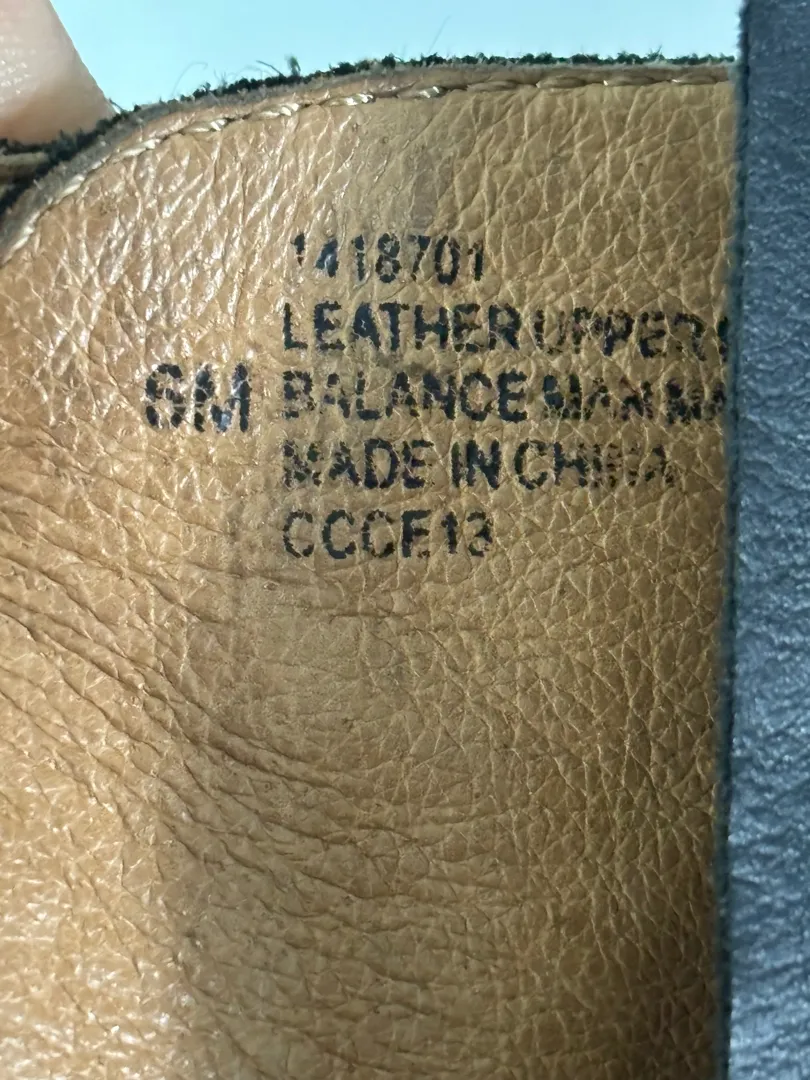 1418701
LEATHER UPPER
6M BALANCE MAN MA
MADE IN CHINA
CCCE13